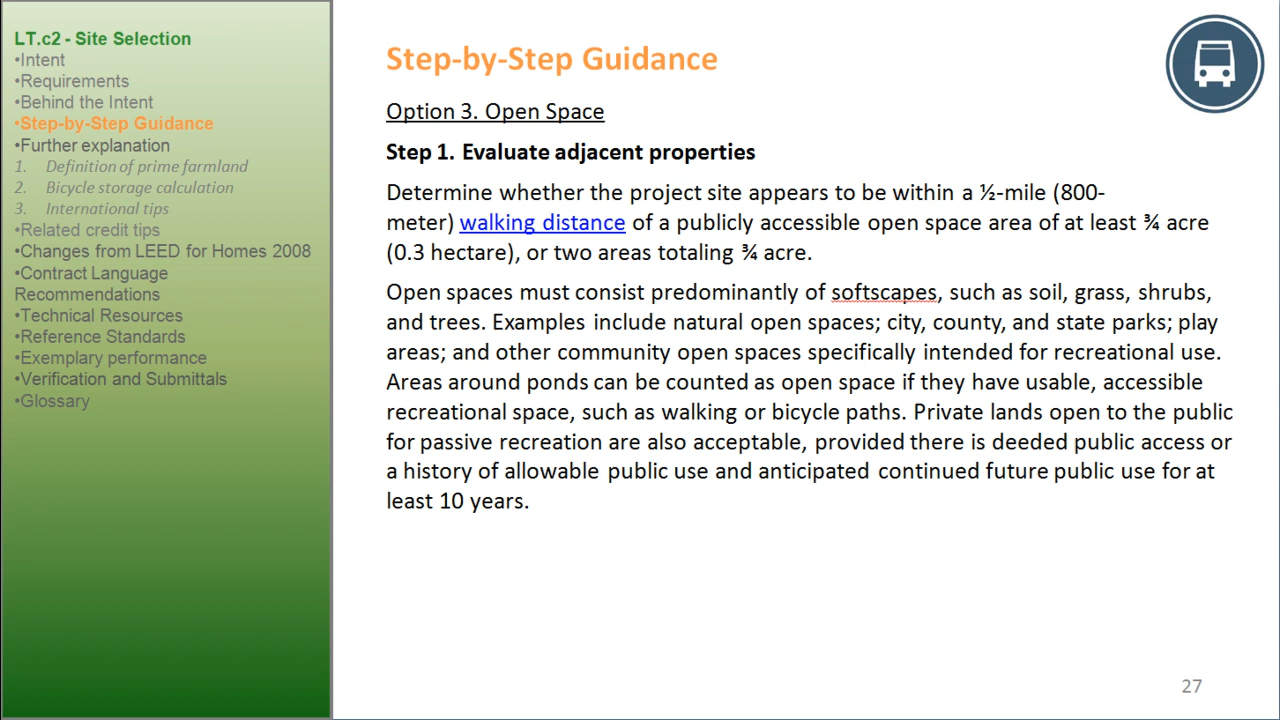 LT.c2 - Site Selection
•Intent
•Requirements
•Behind the Intent
•Step-by-Step Guidance
•Further explanation
1. Definition of prime farmland
2. Bicycle storage calculation
3. International tips
•Related credit tips
•Changes from LEED for Homes 2008
•Contract Language
Recommendations
•Technical Resources
•Reference Standards
•Exemplary performance
•Verification and Submittals
•Glossary
Step-by-Step Guidance
Option 3. Open Space
Step 1. Evaluate adjacent properties
Determine whether the project site appears to be within a ½-mile (800-
meter) walking distance of a publicly accessible open space area of at least ¾ acre
(0.3 hectare), or two areas totaling ¾ acre.
Open spaces must consist predominantly of softscapes, such as soil, grass, shrubs,
and trees. Examples include natural open spaces; city, county, and state parks; play
areas; and other community open spaces specifically intended for recreational use.
Areas around ponds can be counted as open space if they have usable, accessible
recreational space, such as walking or bicycle paths. Private lands open to the public
for passive recreation are also acceptable, provided there is deeded public access or
a history of allowable public use and anticipated continued future public use for at
least 10 years.
27